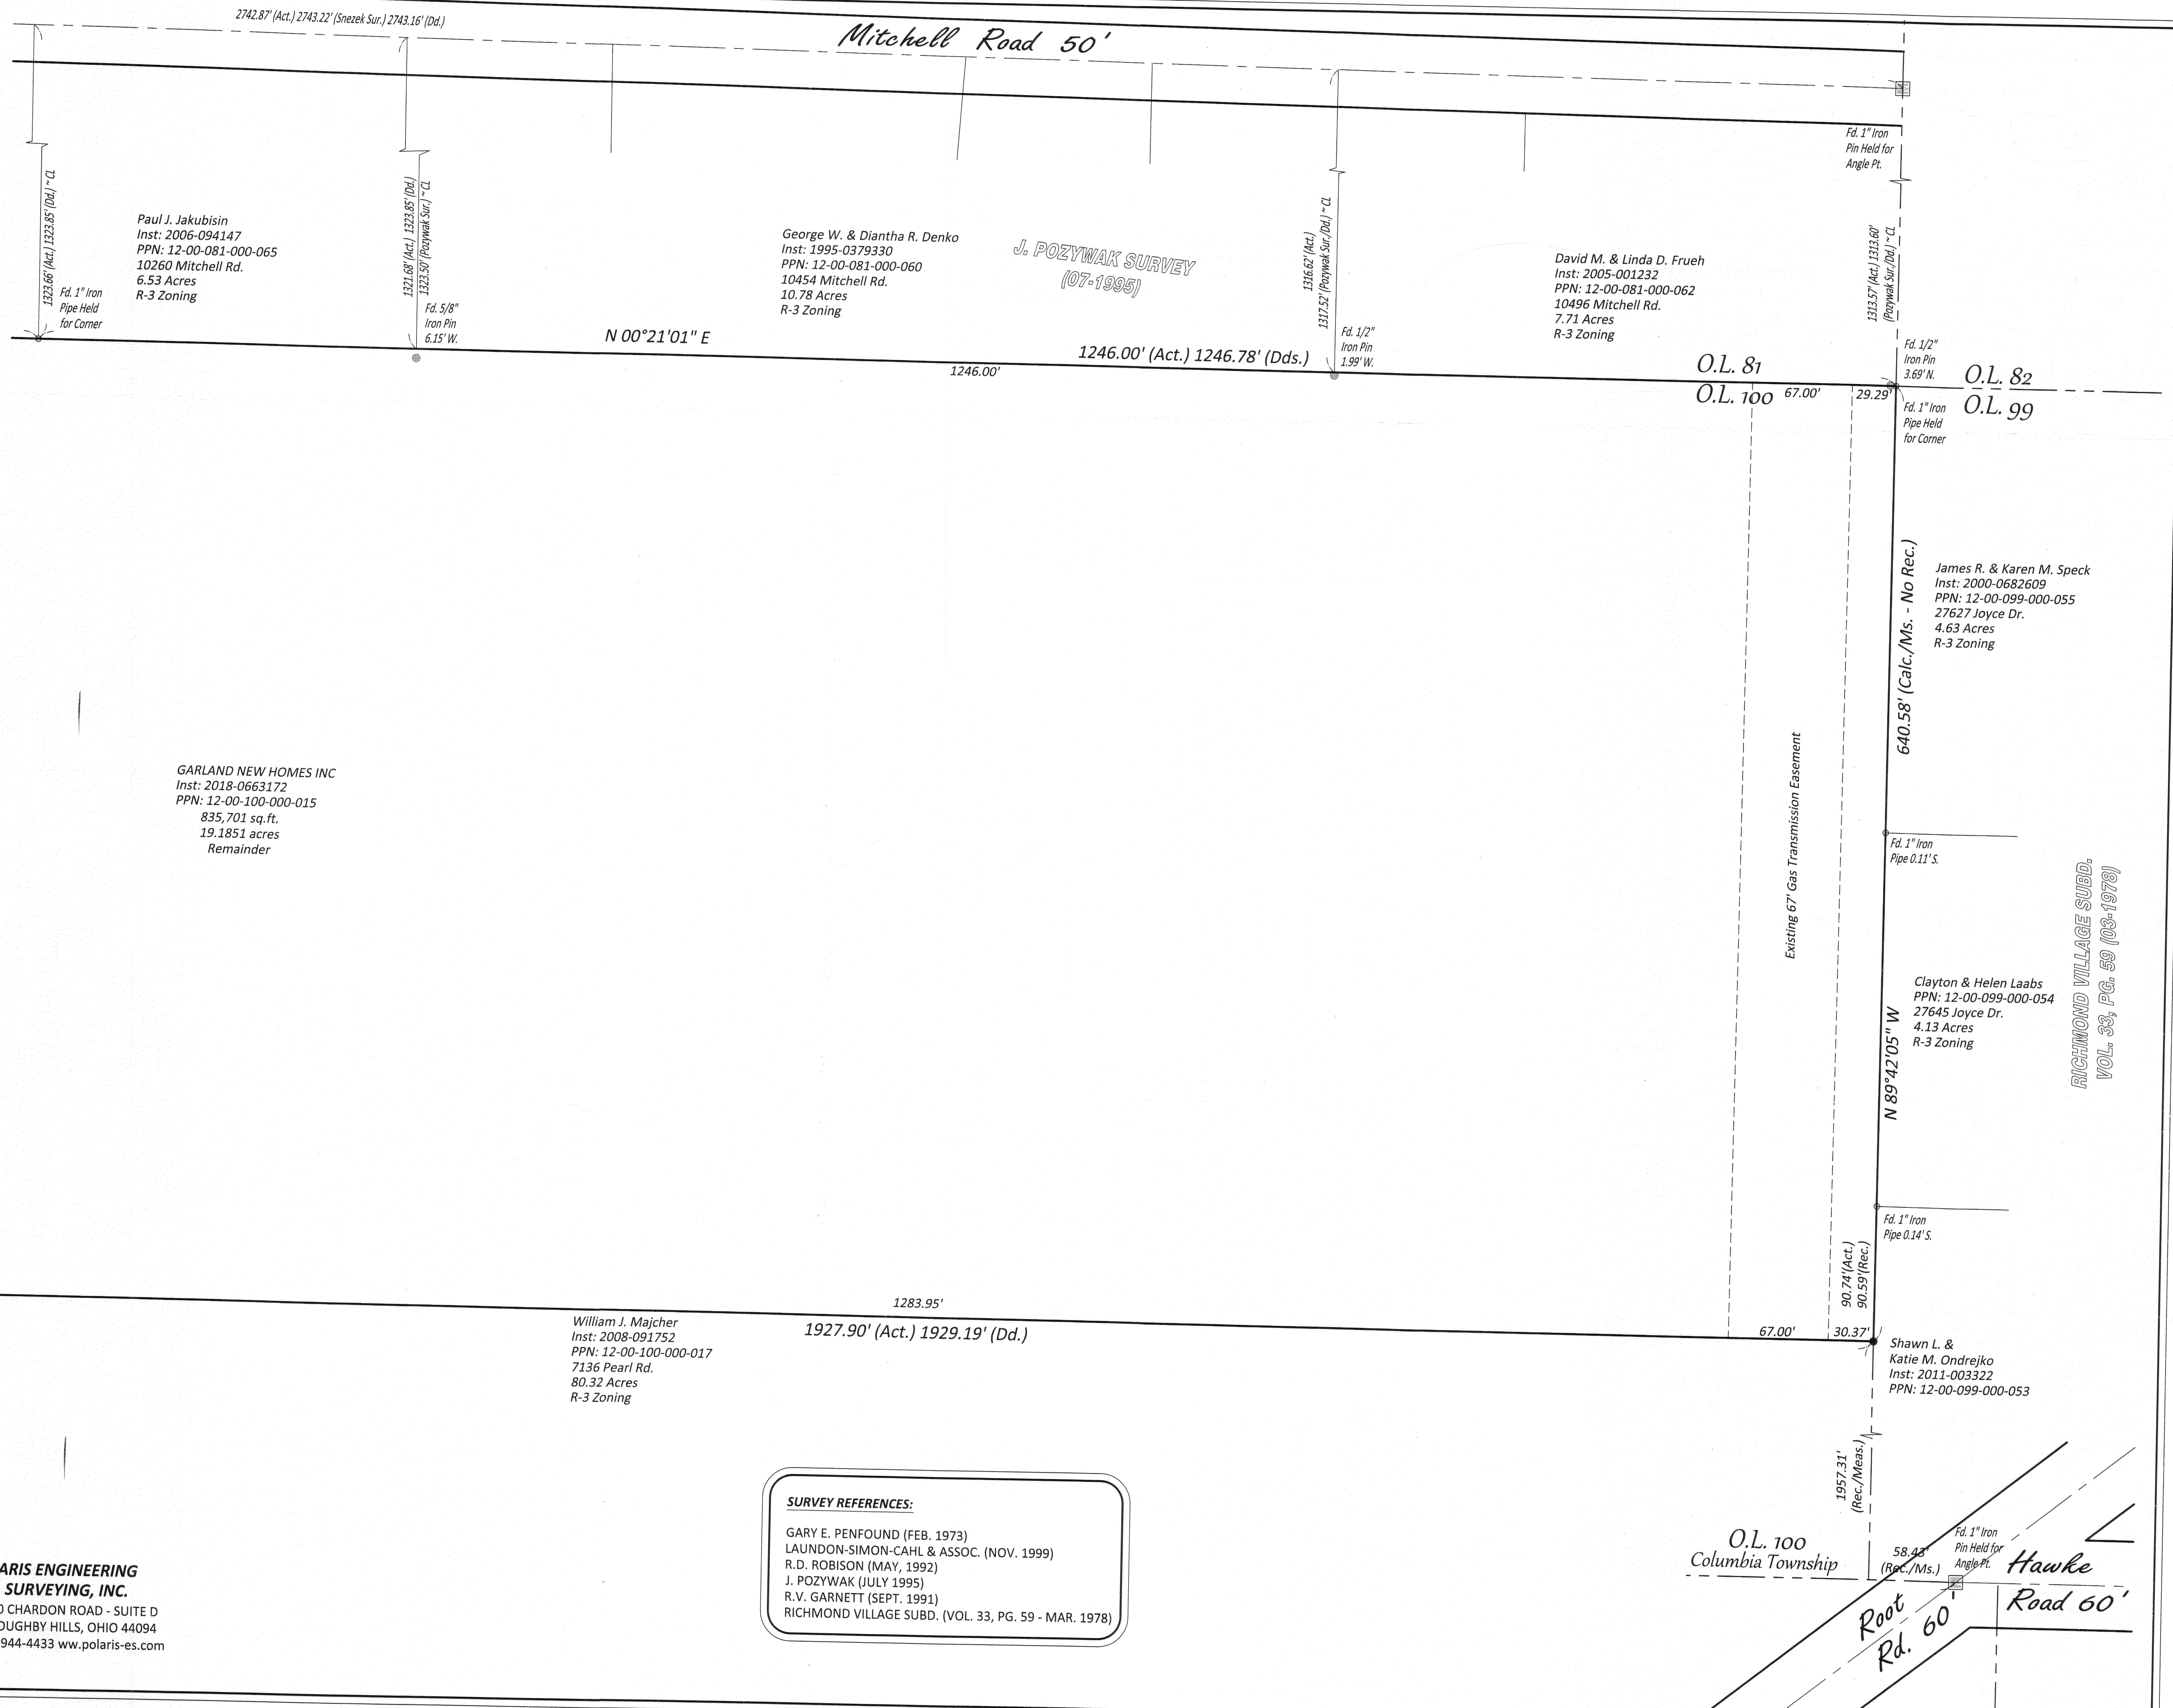 2742.87' (Act.) 2743.22' (Snezek Sur.) 2743.16' (Dd.)
Mitchell Road 50'
Fd. 1" Iron
Pin Held for
Angle Pt.
1323.66' (Act.) 1323.85' (Dd.) ~ CL
Fd. 1" Iron
Pipe Held
for Corner
Paul J. Jakubisin
Inst: 2006-094147
PPN: 12-00-081-000-065
10260 Mitchell Rd.
6.53 Acres
R-3 Zoning
1321.68' (Act.) 1323.85' (Dd.)
1323.50' (Pozywak Sur.) ~ CL
Fd. 5/8"
Iron Pin
6.15' W.
George W. & Diantha R. Denko
Inst: 1995-0379330
PPN: 12-00-081-000-060
10454 Mitchell Rd.
10.78 Acres
R-3 Zoning
J. POZYWAK SURVEY
(07-1995)
1316.62' (Act.)
1317.52' (Pozywak Sur./Dd.) ~ CL
Fd. 1/2"
Iron Pin
1.99' W.
David M. & Linda D. Frueh
Inst: 2005-001232
PPN: 12-00-081-000-062
10496 Mitchell Rd.
7.71 Acres
R-3 Zoning
1313.57' (Act.) 1313.60'
(Pozywak Sur./Dd.) ~ CL
Fd. 1/2"
Iron Pin
3.69' N.
N 00°21'01" E
1246.00' (Act.) 1246.78' (Dds.)
1246.00'
O.L. 81
O.L. 82
O.L. 100
67.00'
29.29'
O.L. 99
Fd. 1" Iron
Pipe Held
for Corner
640.58' (Calc./Ms. - No Rec.)
James R. & Karen M. Speck
Inst: 2000-0682609
PPN: 12-00-099-000-055
27627 Joyce Dr.
4.63 Acres
R-3 Zoning
GARLAND NEW HOMES INC
Inst: 2018-0663172
PPN: 12-00-100-000-015
835,701 sq.ft.
19.1851 acres
Remainder
Existing 67' Gas Transmission Easement
Fd. 1" Iron
Pipe 0.11' S.
RICHMOND VILLAGE SUBD.
VOL. 33, PG. 59 (03-1978)
Clayton & Helen Laabs
PPN: 12-00-099-000-054
27645 Joyce Dr.
4.13 Acres
R-3 Zoning
N 89°42'05" W
Fd. 1" Iron
Pipe 0.14' S.
90.74'(Act.)
90.59'(Rec.)
1283.95'
1927.90' (Act.) 1929.19' (Dd.)
67.00'
30.37'
William J. Majcher
Inst: 2008-091752
PPN: 12-00-100-000-017
7136 Pearl Rd.
80.32 Acres
R-3 Zoning
Shawn L. &
Katie M. Ondrejko
Inst: 2011-003322
PPN: 12-00-099-000-053
1957.31'
(Rec./Meas.)
SURVEY REFERENCES:
GARY E. PENFOUND (FEB. 1973)
LAUNDON-SIMON-CAHL & ASSOC. (NOV. 1999)
R.D. ROBISON (MAY, 1992)
J. POZYWAK (JULY 1995)
R.V. GARNETT (SEPT. 1991)
RICHMOND VILLAGE SUBD. (VOL. 33, PG. 59 - MAR. 1978)
O.L. 100
Columbia Township
58.43'
(Rec./Ms.)
Fd. 1" Iron
Pin Held for
Angle Pt.
Hawke
Road 60'
Root
Rd. 60'
ARIS ENGINEERING
SURVEYING, INC.
0 CHARDON ROAD - SUITE D
OUGHBY HILLS, OHIO 44094
944-4433 ww.polaris-es.com